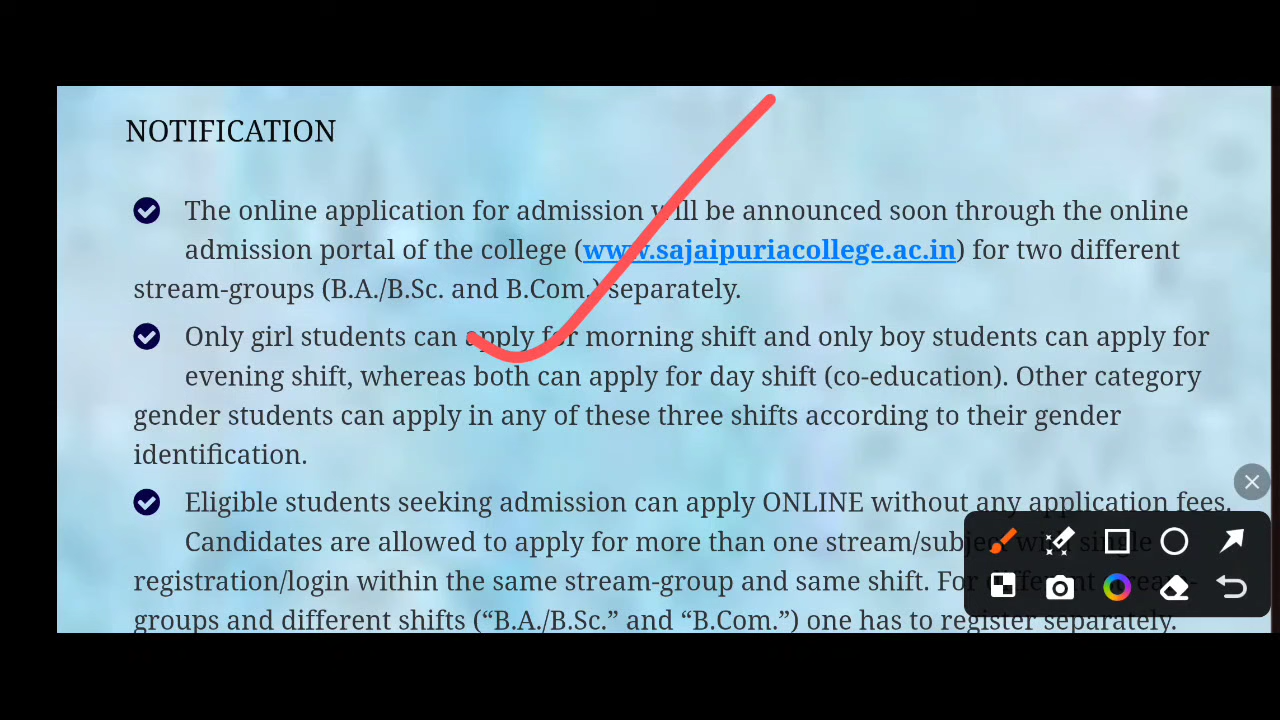 NOTIFICATION
The online application for admission will be announced soon through the online
admission portal of the college (www.sajaipuriacollege.ac.in) for two different
stream-groups (B.A./B.Sc. and B.Com.) separately.
Only girl students can apply for morning shift and only boy students can apply for
evening shift, whereas both can apply for day shift (co-education). Other category
gender students can apply in any of these three shifts according to their gender
identification.
Eligible students seeking admission can apply ONLINE without any application fees.
Candidates are allowed to apply for more than one stream/subject with single
registration/login within the same stream-group and same shift. For different stream-
groups and different shifts (“B.A./B.Sc.” and “B.Com.”) one has to register separately.